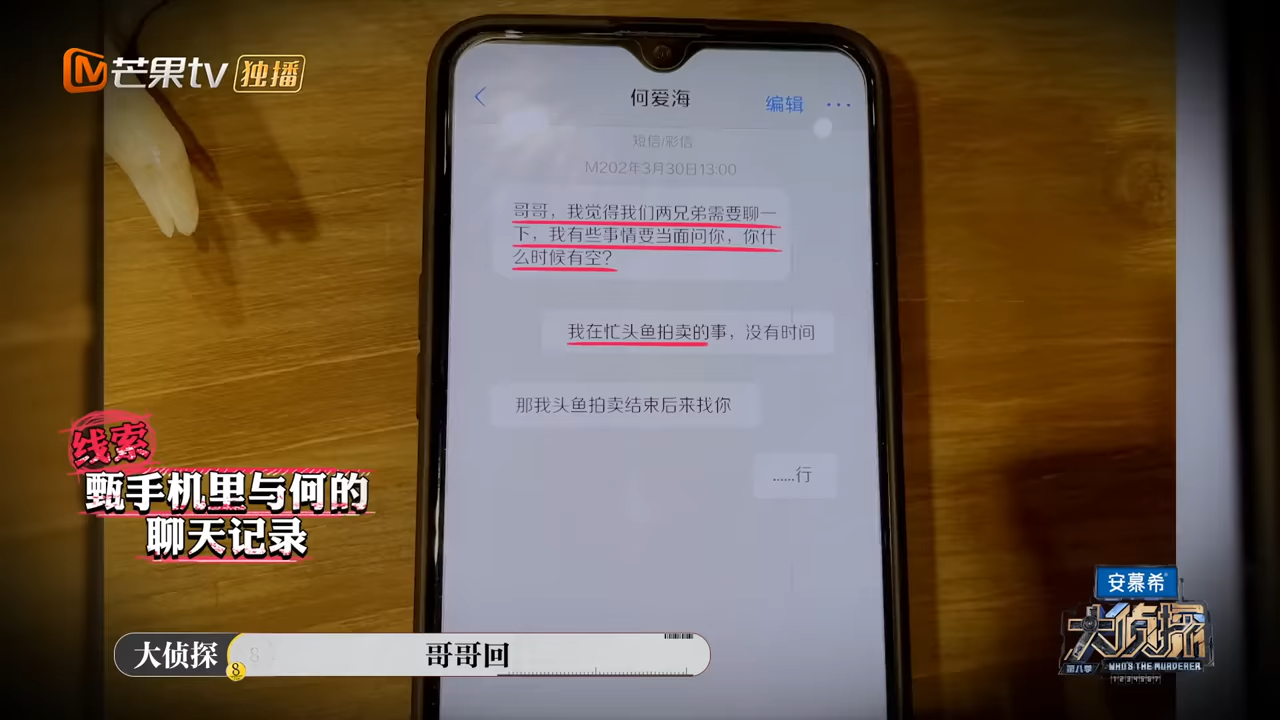 芒果tv 独播
何爱海
编辑
短信/彩信
M202年3月30日13:00
哥哥，我觉得我们两兄弟需要聊一
下，我有些事情要当面问你，你什
么时候有空?
我在忙头鱼拍卖的事，没有时间
那我头鱼拍卖结束后来找你
......行
线索
甄手机里与何的
聊天记录
大侦探
8
8
哥哥回
安慕希
大侦探
第八季
WHO'S THE MURDERER
1234567